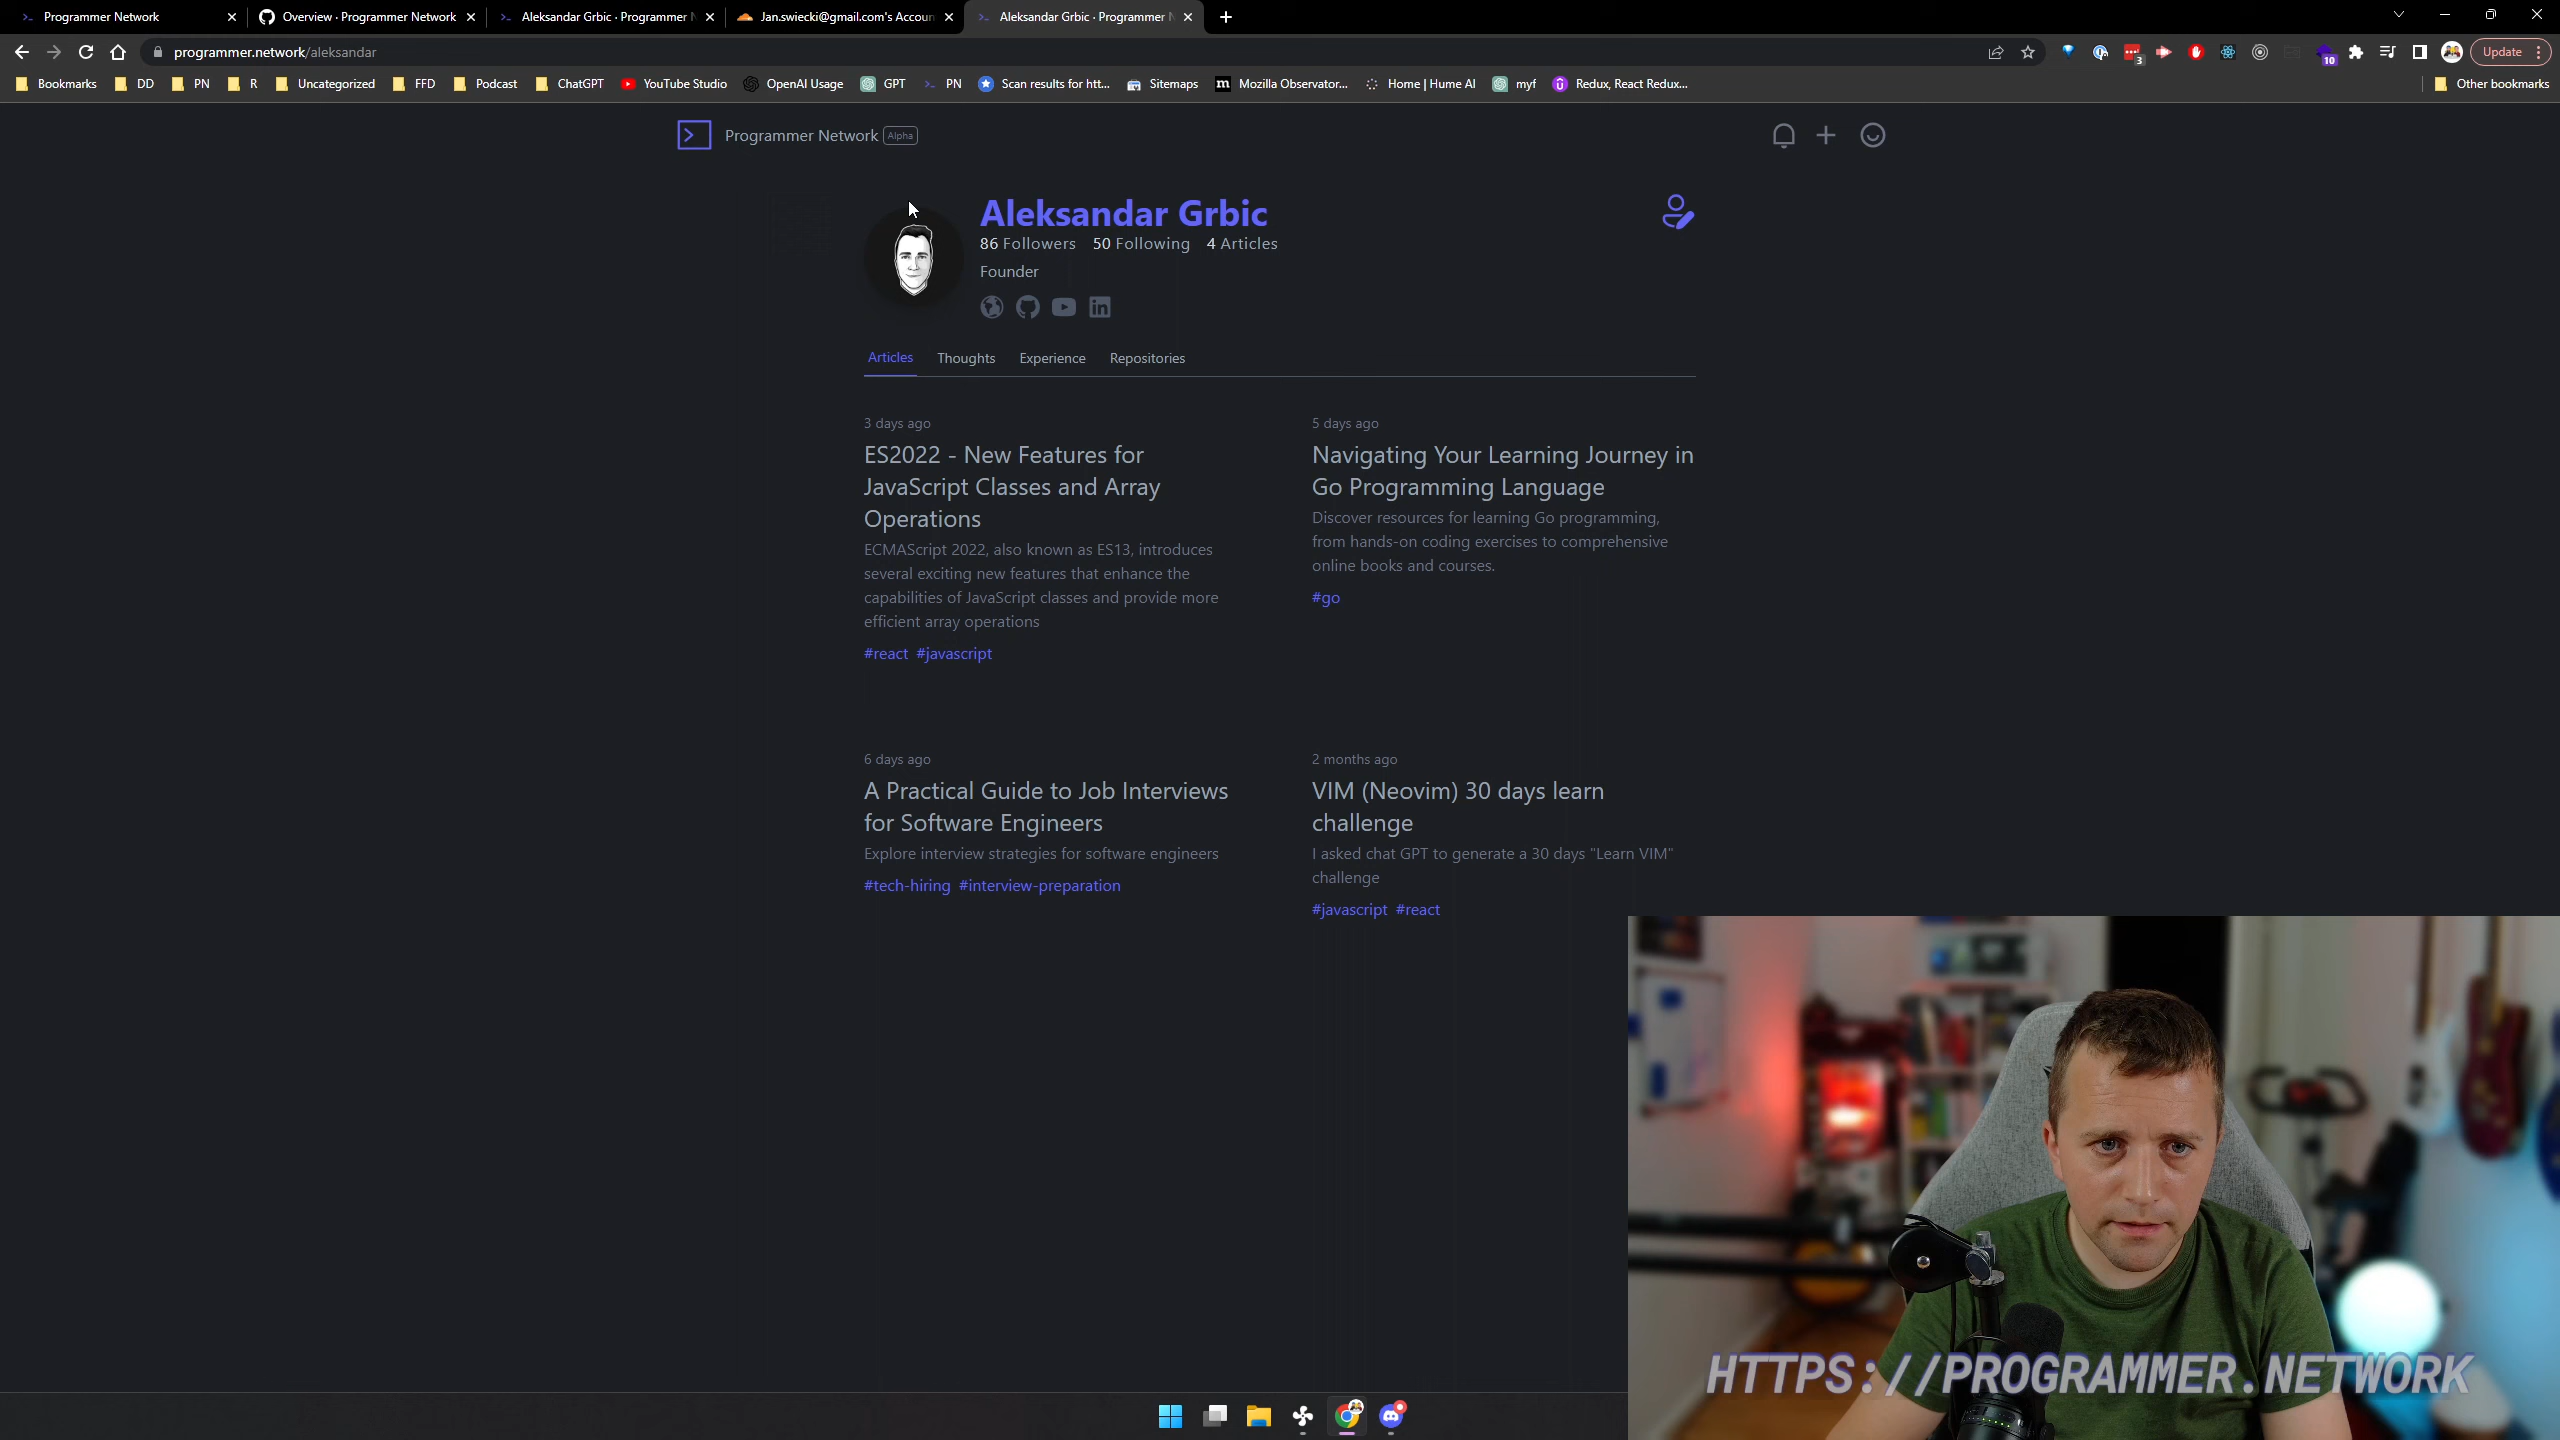 Programmer Network
Overview · Programmer Network
Aleksandar Grbic · Programmer N
Jan.swiecki@gmail.com's Accoun
Aleksandar Grbic · Programmer N
programmer.network/aleksandar
Update
Bookmarks
DD
PN
R
Uncategorized
FFD
Podcast
ChatGPT
YouTube Studio
OpenAI Usage
GPT
PN
Scan results for htt...
Sitemaps
Mozilla Observator...
Home | Hume AI
myf
Redux, React Redux...
Other bookmarks
3
10
Programmer Network Alpha
Aleksandar Grbic
86 Followers 50 Following 4 Articles
Founder
Articles Thoughts Experience Repositories
3 days ago
ES2022 - New Features for
JavaScript Classes and Array
Operations
ECMAScript 2022, also known as ES13, introduces
several exciting new features that enhance the
capabilities of JavaScript classes and provide more
efficient array operations
#react #javascript
5 days ago
Navigating Your Learning Journey in
Go Programming Language
Discover resources for learning Go programming,
from hands-on coding exercises to comprehensive
online books and courses.
#go
6 days ago
A Practical Guide to Job Interviews
for Software Engineers
Explore interview strategies for software engineers
#tech-hiring #interview-preparation
2 months ago
VIM (Neovim) 30 days learn
challenge
I asked chat GPT to generate a 30 days "Learn VIM"
challenge
#javascript #react
HTTPS://PROGRAMMER.NETWORK